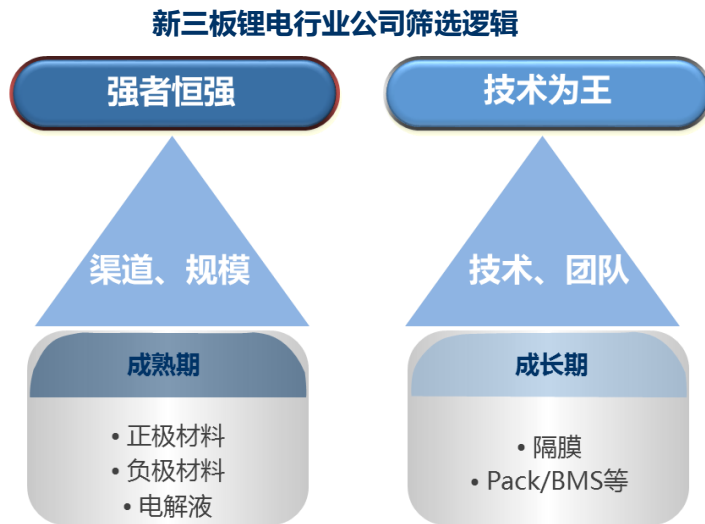 新三板锂电行业公司筛选逻辑
强者恒强
技术为王
渠道、规模
技术、团队
成熟期
成长期
• 正极材料
• 负极材料
• 电解液
• 隔膜
• Pack/BMS等